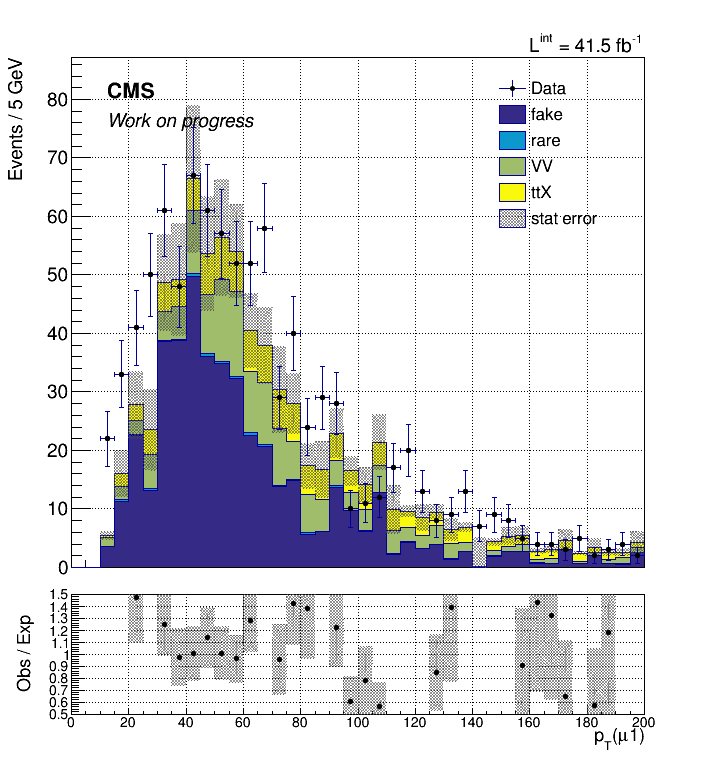 L^int = 41.5 fb^-1
Events / 5 GeV
CMS
Work on progress
Data
fake
rare
VV
ttX
stat error
80
70
60
50
40
30
20
10
0
Obs / Exp
1.5
1.4
1.3
1.2
1.1
1
0.9
0.8
0.7
0.6
0.5
0 20 40 60 80 100 120 140 160 180 200
p_T(μ1)